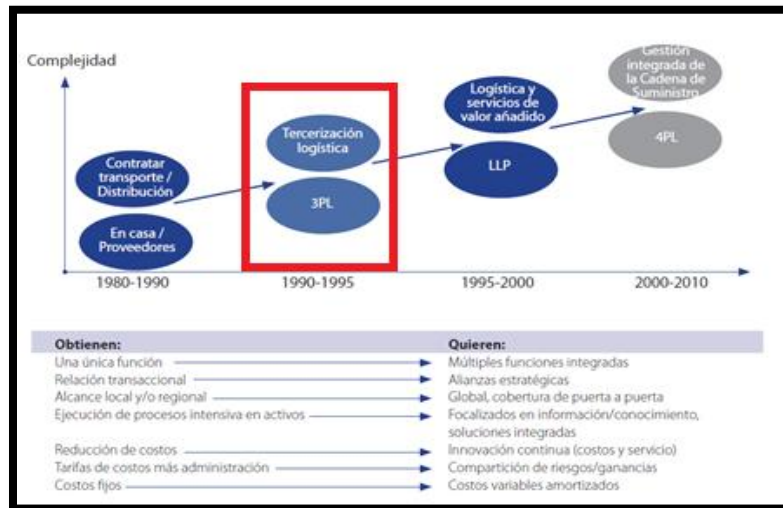 Complejidad
Gestión
integrada de
la Cadena de
Suministro
4PL
Logística y
servicios de
valor añadido
LLP
Tercerización
logística
3PL
Contratar
transporte /
Distribución
En casa /
Proveedores
1980-1990
1990-1995
1995-2000
2000-2010
Obtienen: Quieren:
Una única función Múltiples funciones integradas
Relación transaccional Alianzas estratégicas
Alcance local y/o regional Global, cobertura de puerta a puerta
Ejecución de procesos intensiva en activos Focalizados en información/conocimiento,
soluciones integradas
Reducción de costos Innovación continua (costos y servicio)
Tarifas de costos más administración Compartición de riesgos/ganancias
Costos fijos Costos variables amortizados